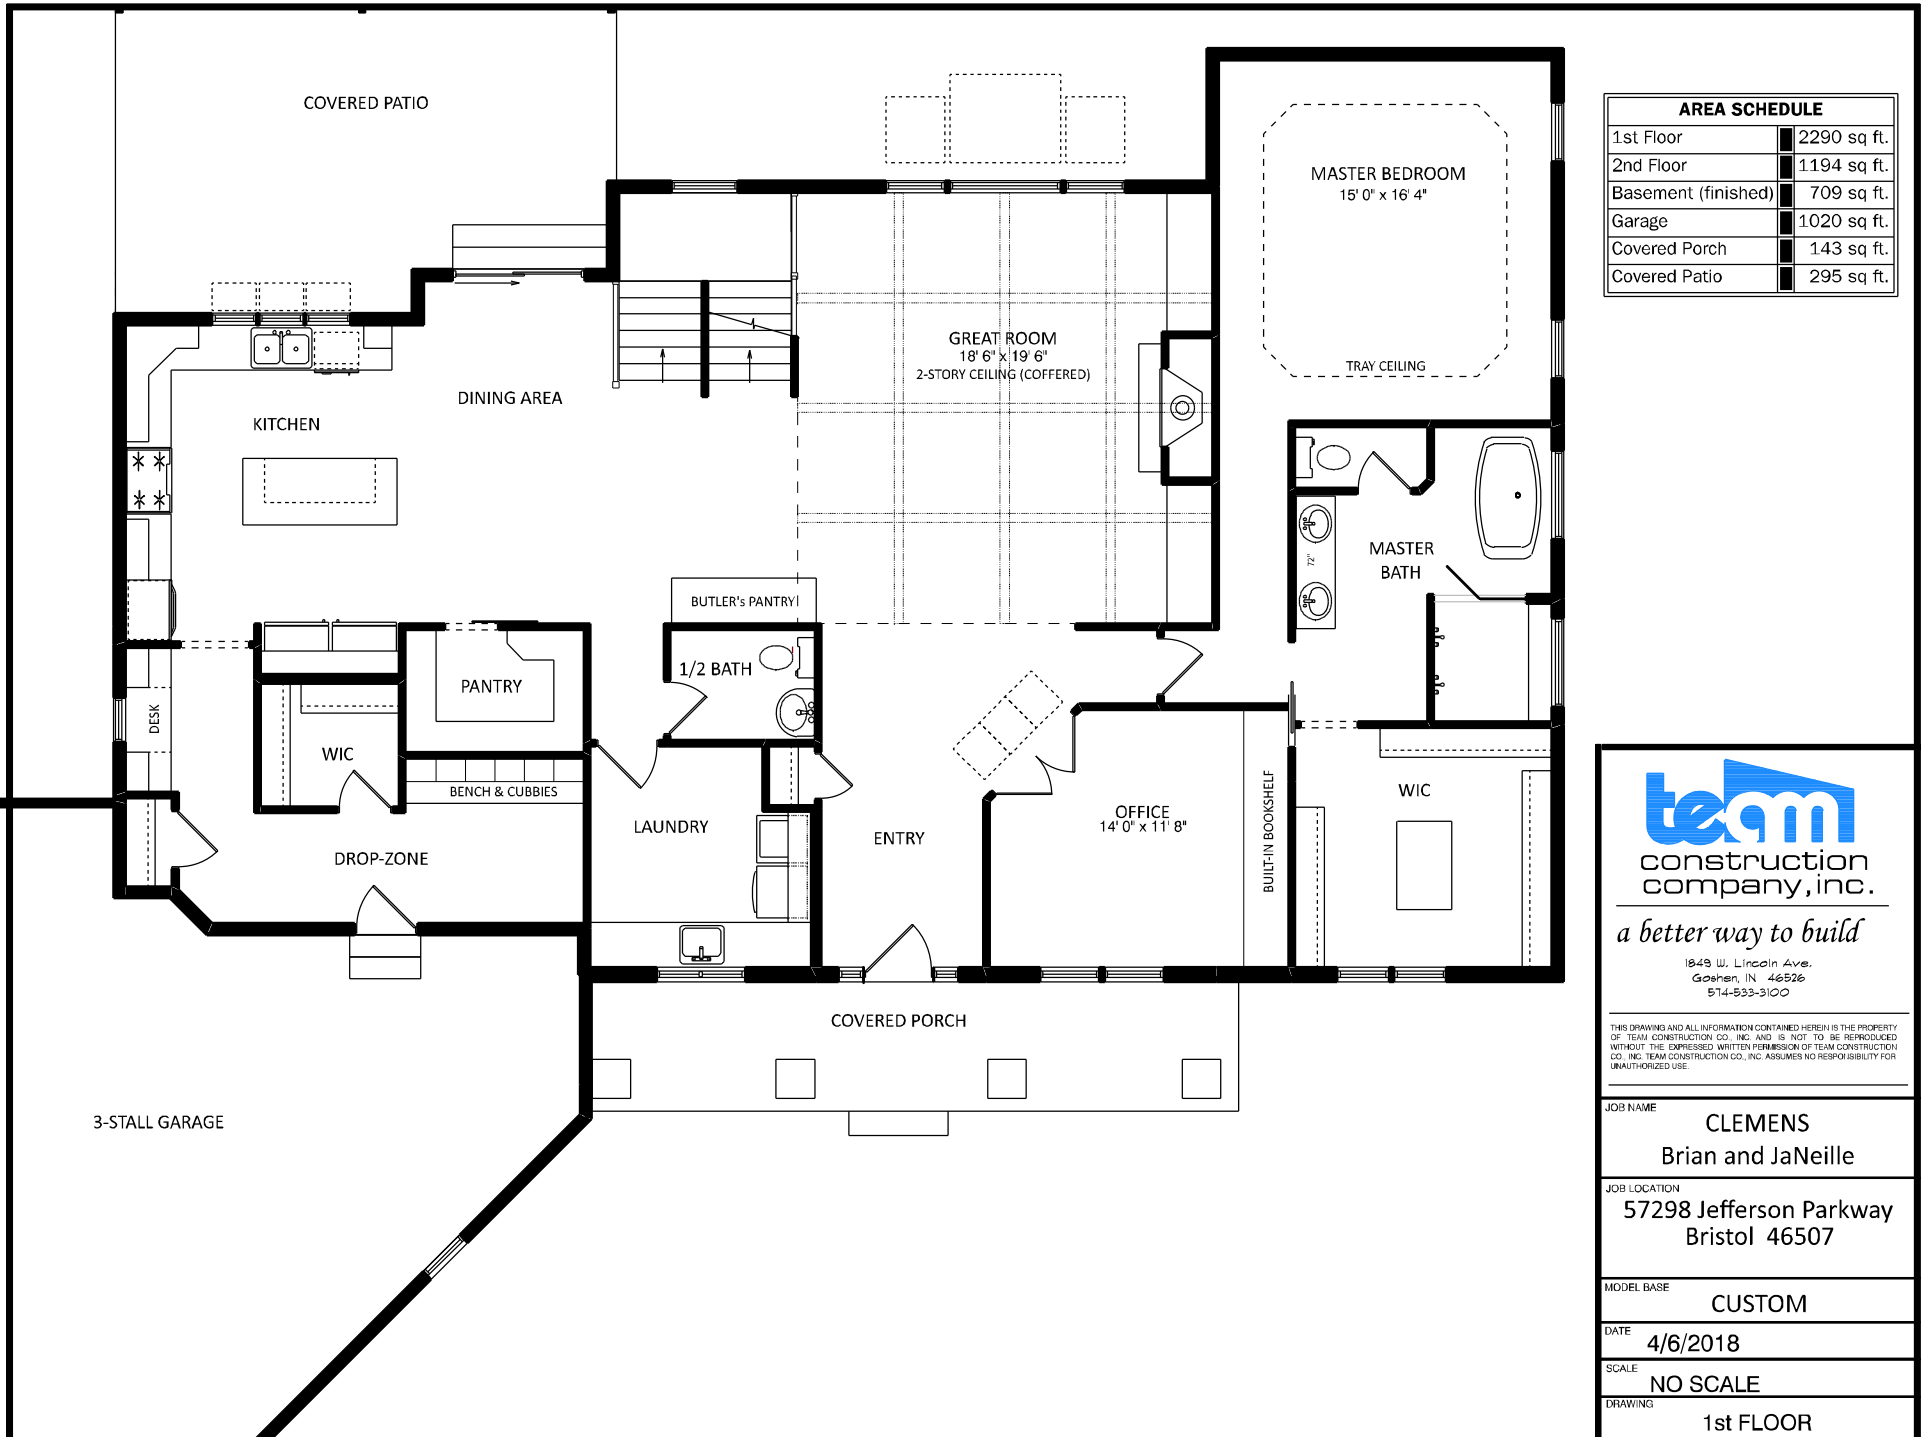 COVERED PATIO
MASTER BEDROOM
15' 0" x 16' 4"
TRAY CEILING
GREAT ROOM
18' 6" x 19' 6"
2-STORY CEILING (COFFERED)
DINING AREA
KITCHEN
MASTER
BATH
72"
BUTLER's PANTRY
1/2 BATH
PANTRY
DESK
WIC
BENCH & CUBBIES
LAUNDRY
DROP-ZONE
ENTRY
OFFICE
14' 0" x 11' 8"
BUILT-IN BOOKSHELF
WIC
COVERED PORCH
3-STALL GARAGE
AREA SCHEDULE
1st Floor 2290 sq ft.
2nd Floor 1194 sq ft.
Basement (finished) 709 sq ft.
Garage 1020 sq ft.
Covered Porch 143 sq ft.
Covered Patio 295 sq ft.
team
construction
company,inc.
a better way to build
1849 W. Lincoln Ave.
Goshen, IN 46526
574-533-3100
THIS DRAWING AND ALL INFORMATION CONTAINED HEREIN IS THE PROPERTY
OF TEAM CONSTRUCTION CO., INC. AND IS NOT TO BE REPRODUCED
WITHOUT THE EXPRESSED WRITTEN PERMISSION OF TEAM CONSTRUCTION
CO., INC. TEAM CONSTRUCTION CO., INC. ASSUMES NO RESPONSIBILITY FOR
UNAUTHORIZED USE.
JOB NAME
CLEMENS
Brian and JaNeille
JOB LOCATION
57298 Jefferson Parkway
Bristol 46507
MODEL BASE
CUSTOM
DATE
4/6/2018
SCALE
NO SCALE
DRAWING
1st FLOOR